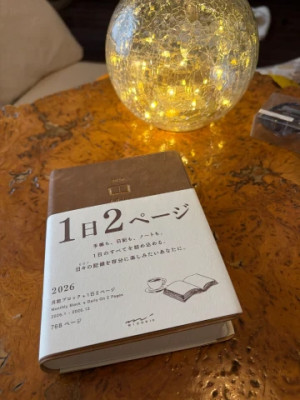 1日2ページ
手帳も、日記も、ノートも、
1日のすべてを詰め込める。
日々の記録を存分に楽しみたいあなたに。
2026
月間ブロック+1日2ページ
Monthly Block + Daily On 2 Pages
768ページ
MIDORI